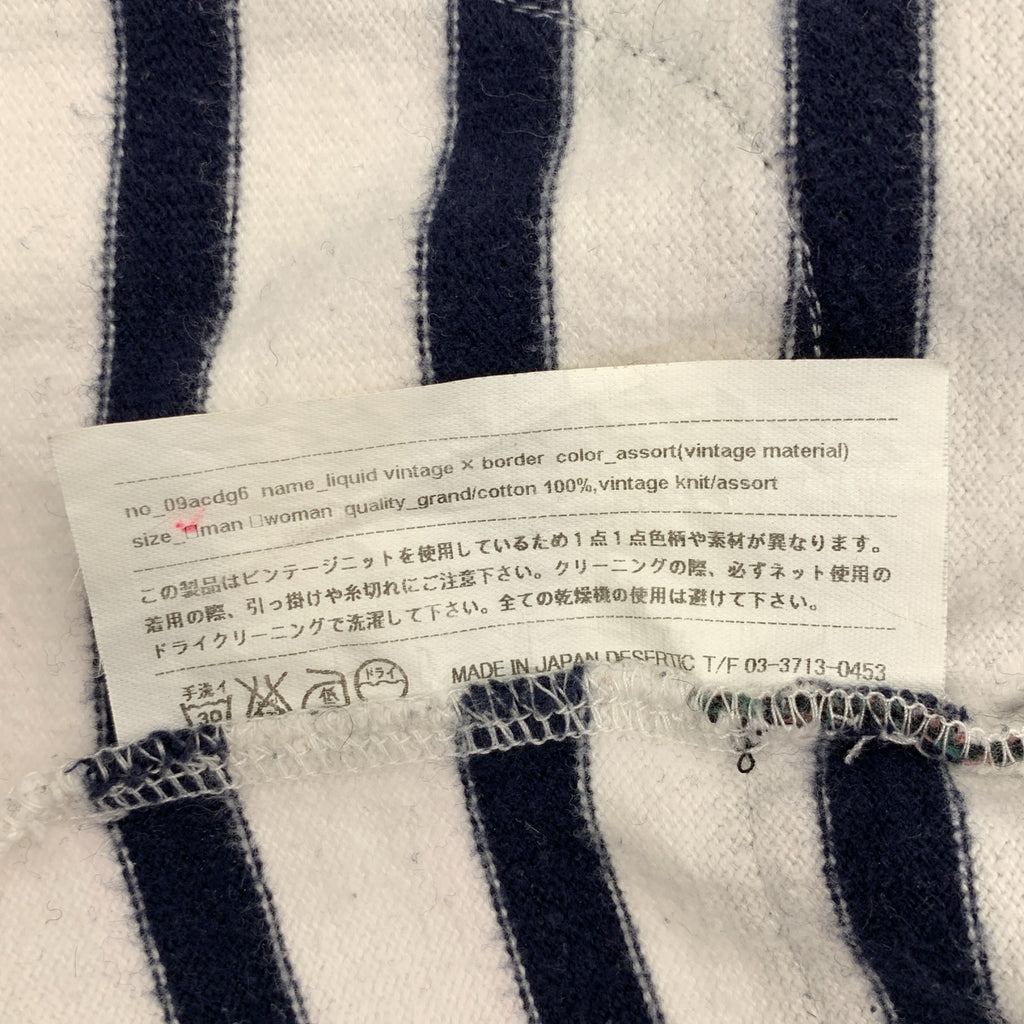 no_09acdg6 name_liquid vintage × border color_assort(vintage material)
size_□man □woman quality_grand/cotton 100%,vintage knit/assort
この製品はビンテージニットを使用しているため1点1点色柄や素材が異なります。
着用の際、引っ掛けや糸切れにご注意下さい。クリーニングの際、必ずネット使用の
ドライクリーニングで洗濯して下さい。全ての乾燥機の使用は避けて下さい。
手洗イ 30 低 ドライ MADE IN JAPAN DESERTIC T/F 03-3713-0453